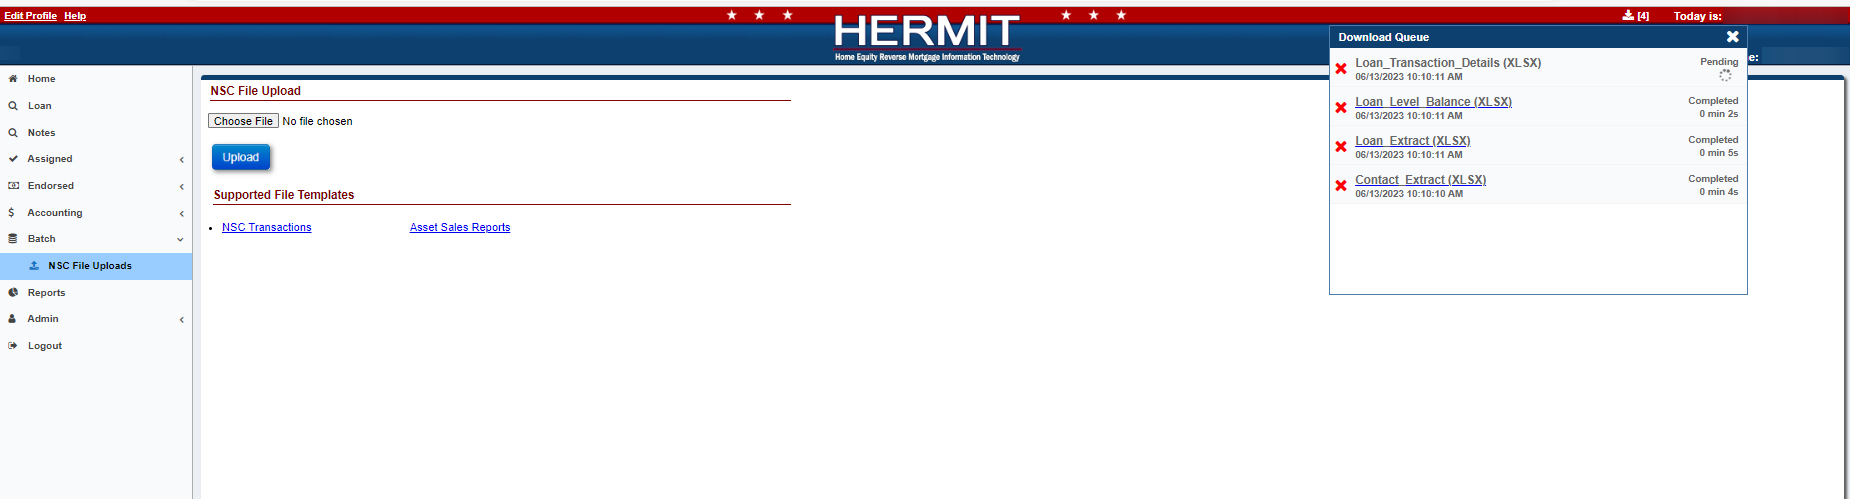 Edit Profile Help
HERMIT
Home Equity Reverse Mortgage Information Technology
[4] Today is:
e:
Download Queue
Loan_Transaction_Details (XLSX) Pending
06/13/2023 10:10:11 AM
Loan_Level_Balance (XLSX) Completed
06/13/2023 10:10:11 AM 0 min 2s
Loan_Extract (XLSX) Completed
06/13/2023 10:10:11 AM 0 min 5s
Contact_Extract (XLSX) Completed
06/13/2023 10:10:10 AM 0 min 4s
Home
Loan
Notes
Assigned
Endorsed
Accounting
Batch
NSC File Uploads
Reports
Admin
Logout
NSC File Upload
Choose File No file chosen
Upload
Supported File Templates
NSC Transactions Asset Sales Reports